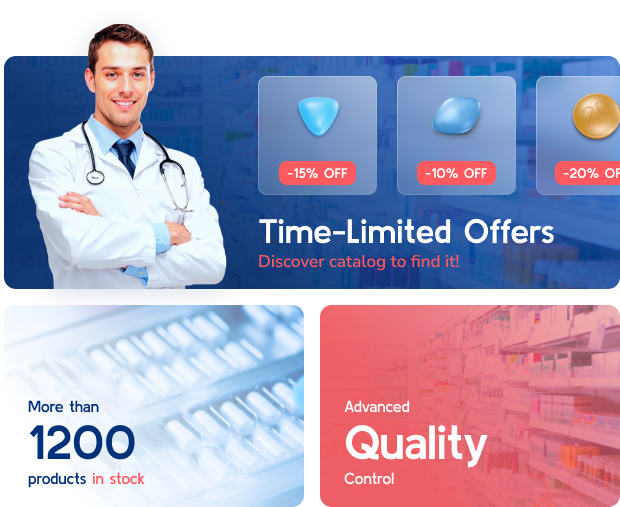 -15% OFF
-10% OFF
-20% OF
Time-Limited Offers
Discover catalog to find it!
More than
1200
products in stock
Advanced
Quality
Control